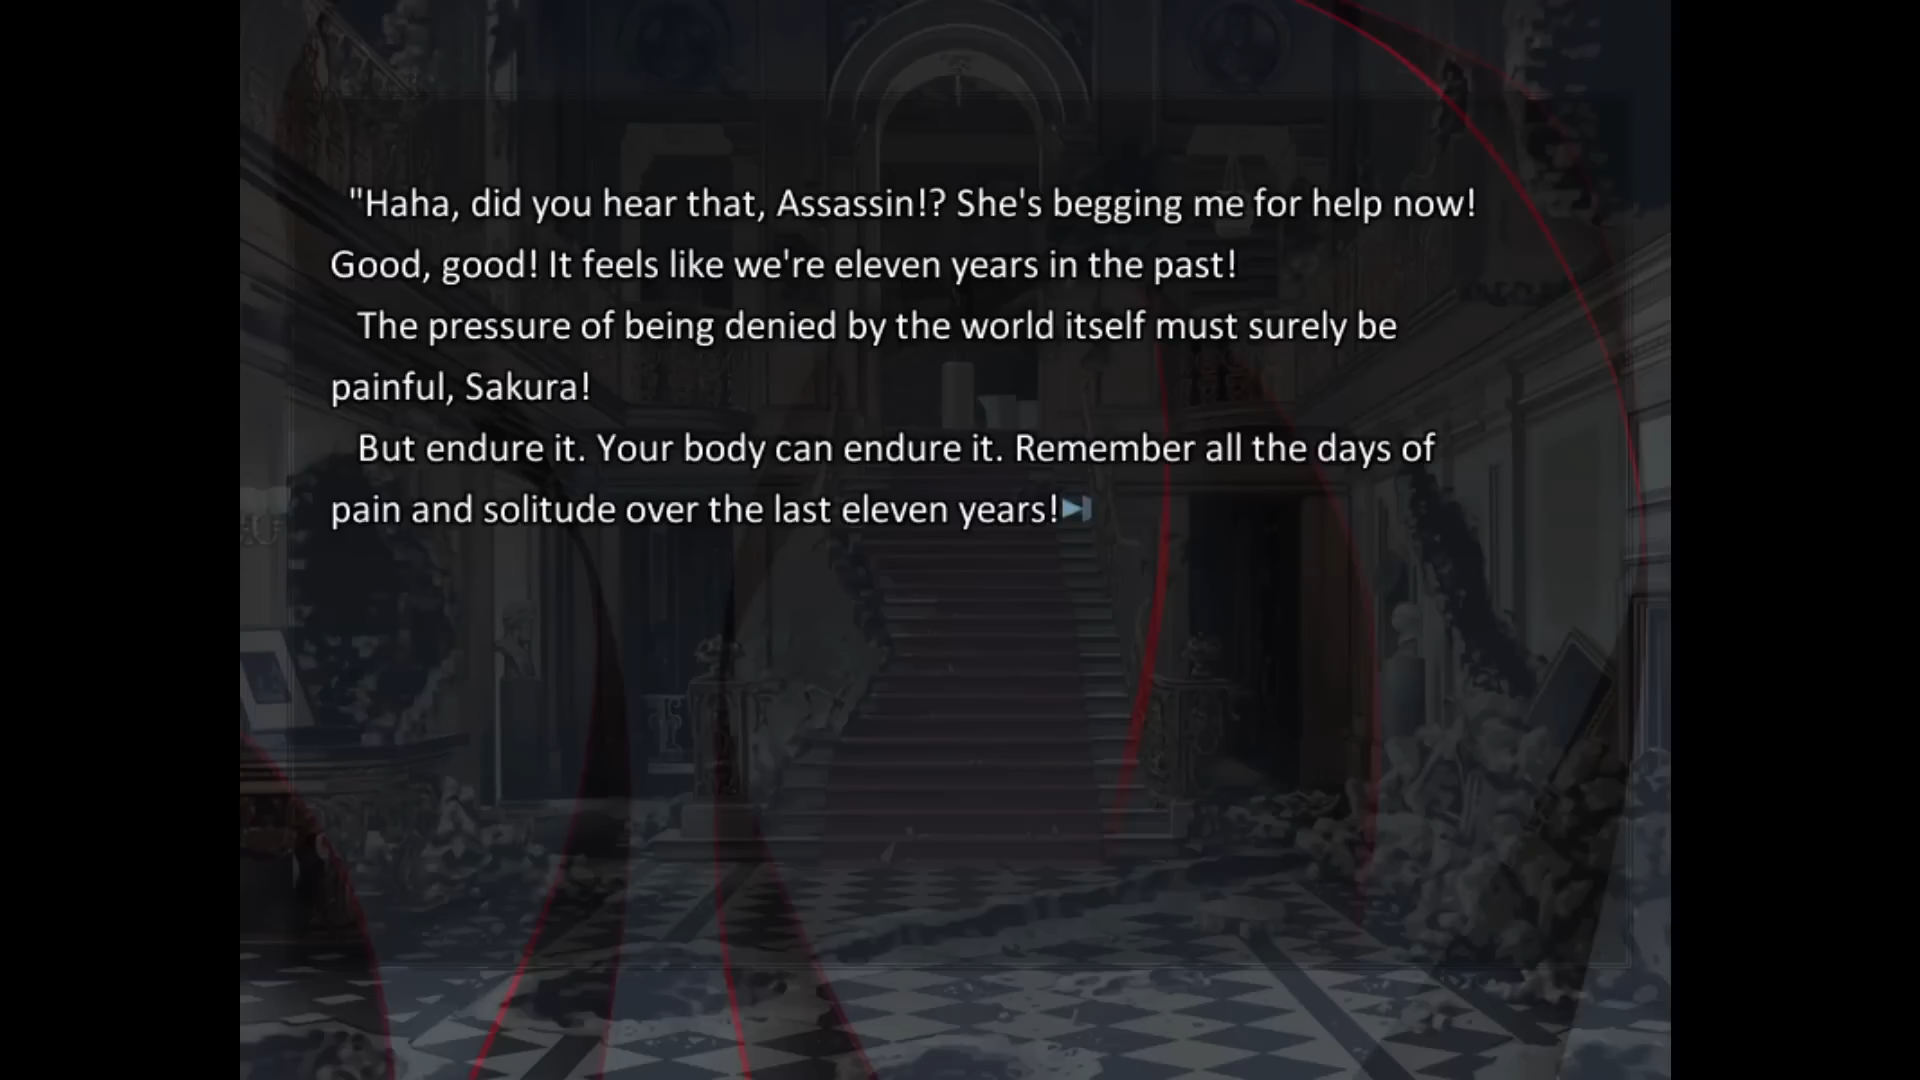 "Haha, did you hear that, Assassin!? She's begging me for help now!
Good, good! It feels like we're eleven years in the past!
The pressure of being denied by the world itself must surely be
painful, Sakura!
But endure it. Your body can endure it. Remember all the days of
pain and solitude over the last eleven years!